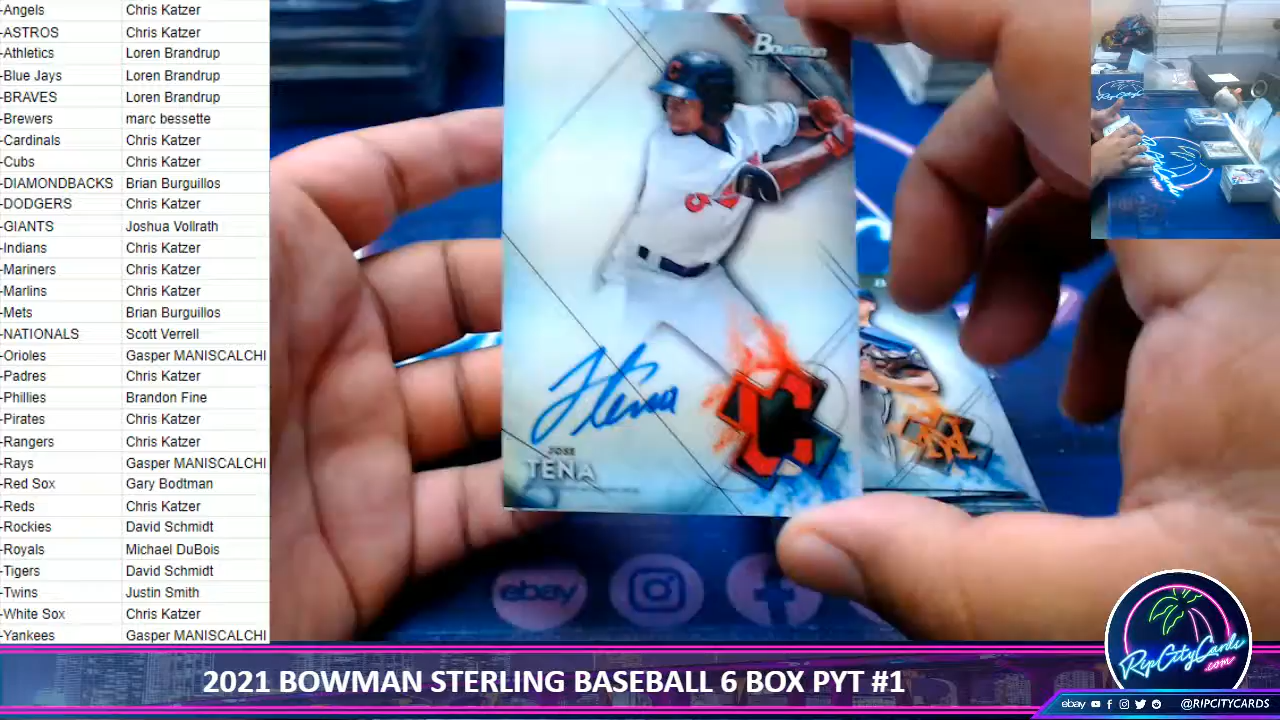 -Angels Chris Katzer
-ASTROS Chris Katzer
-Athletics Loren Brandrup
-Blue Jays Loren Brandrup
-BRAVES Loren Brandrup
-Brewers marc bessette
-Cardinals Chris Katzer
-Cubs Chris Katzer
-DIAMONDBACKS Brian Burguillos
-DODGERS Chris Katzer
-GIANTS Joshua Vollrath
-Indians Chris Katzer
-Mariners Chris Katzer
-Marlins Chris Katzer
-Mets Brian Burguillos
-NATIONALS Scott Verrell
-Orioles Gasper MANISCALCHI
-Padres Chris Katzer
-Phillies Brandon Fine
-Pirates Chris Katzer
-Rangers Chris Katzer
-Rays Gasper MANISCALCHI
-Red Sox Gary Bodtman
-Reds Chris Katzer
-Rockies David Schmidt
-Royals Michael DuBois
-Tigers David Schmidt
-Twins Justin Smith
-White Sox Chris Katzer
-Yankees Gasper MANISCALCHI
Bowman
C
C
J Tena
JOSE
TENA
C
ebay
RipCityCards
.com
2021 BOWMAN STERLING BASEBALL 6 BOX PYT #1
ebay @RIPCITYCARDS